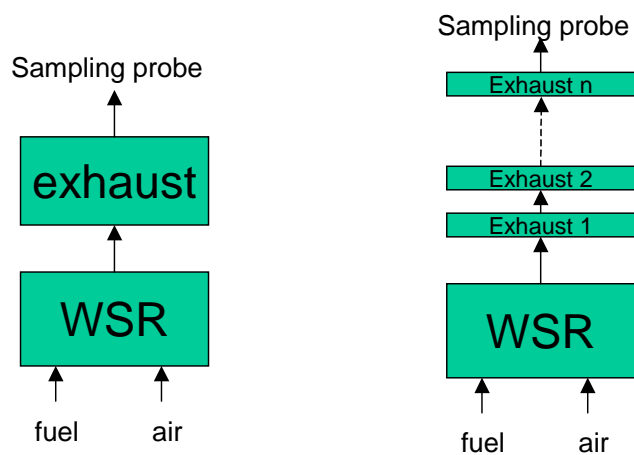 Sampling probe
exhaust
WSR
fuel air
Sampling probe
Exhaust n
Exhaust 2
Exhaust 1
WSR
fuel air